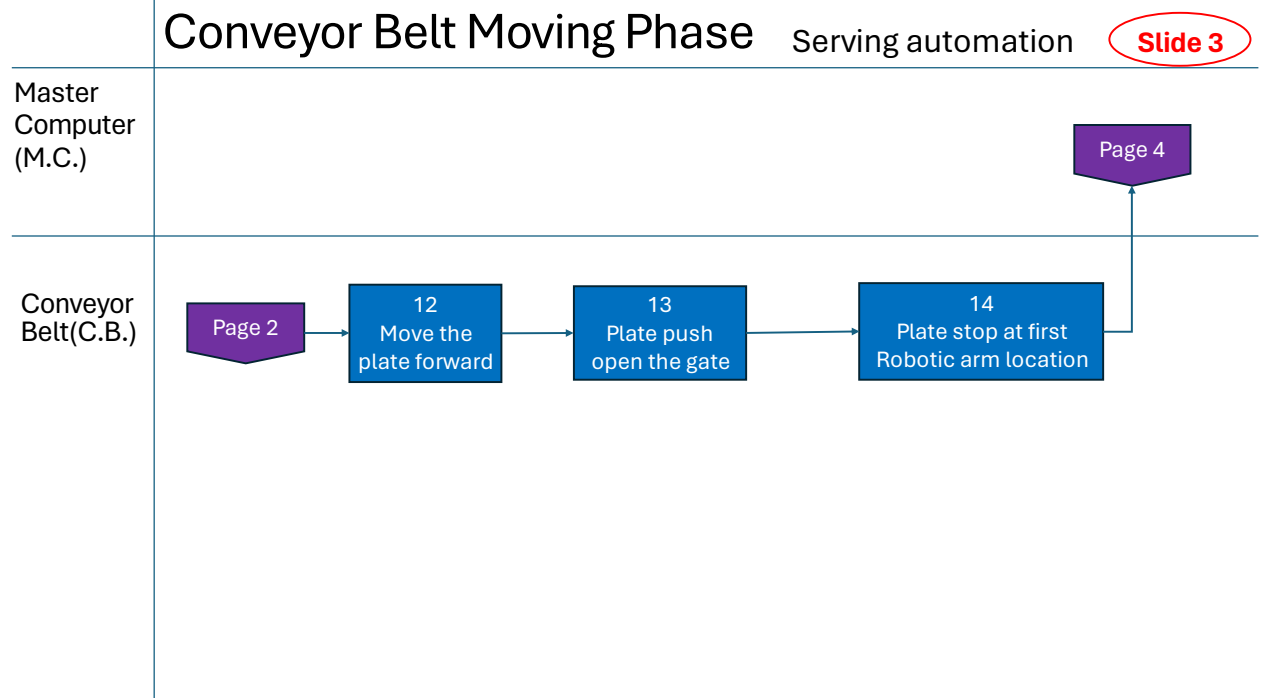 Conveyor Belt Moving Phase
Serving automation
Slide 3
Master
Computer
(M.C.)
Page 4
Conveyor
Belt(C.B.)
Page 2
12
Move the
plate forward
13
Plate push
open the gate
14
Plate stop at first
Robotic arm location